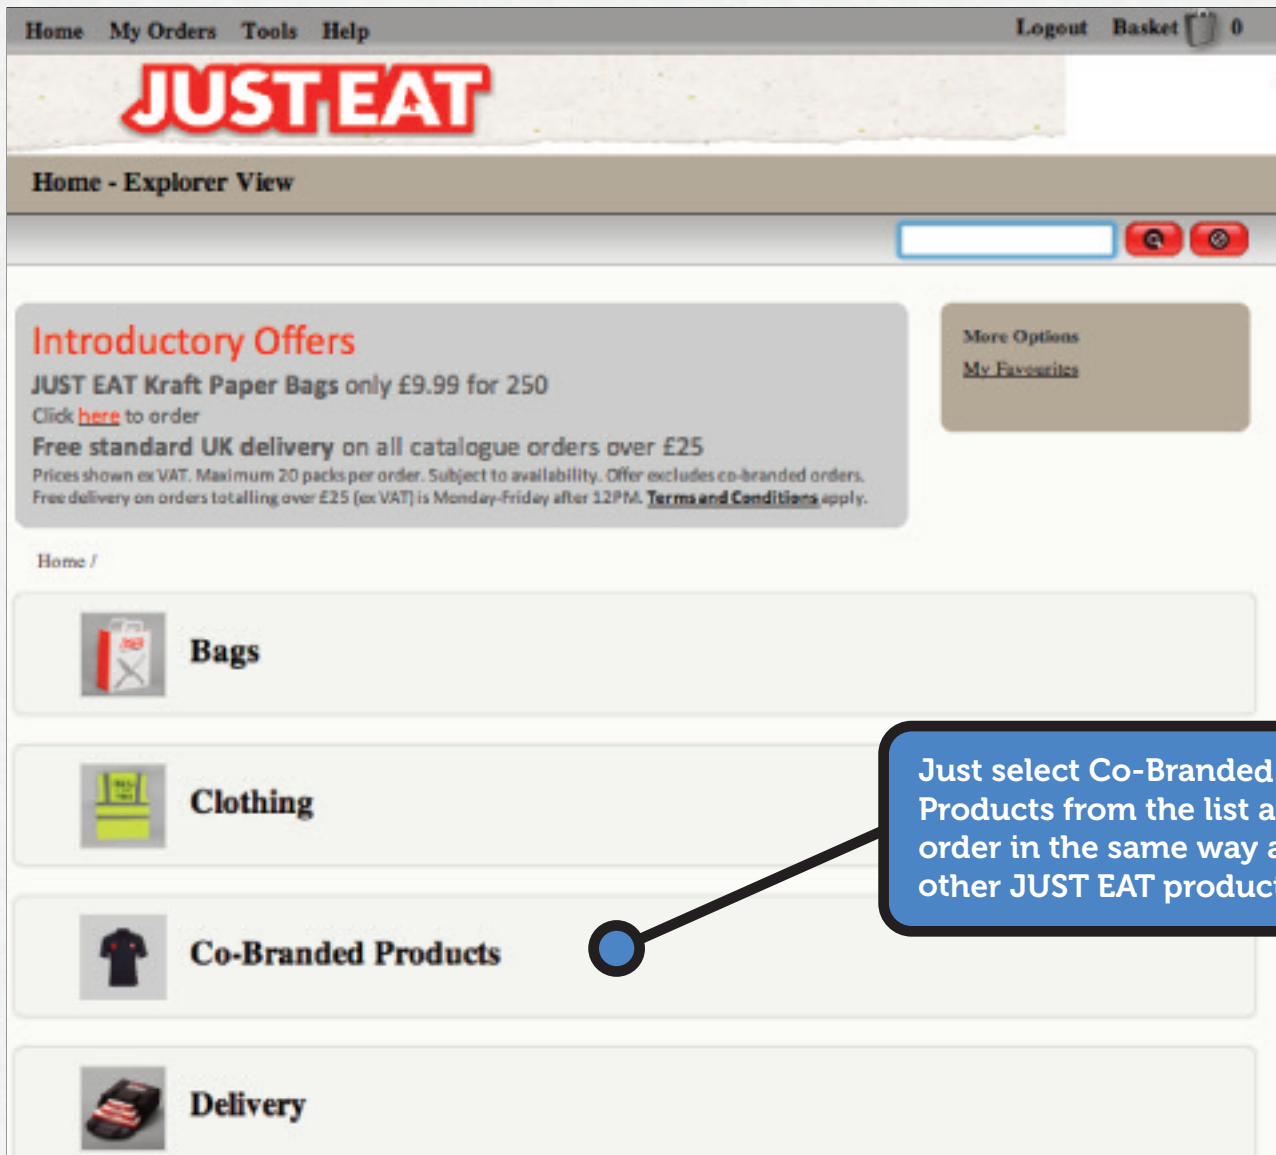 Home My Orders Tools Help Logout Basket 0
JUST EAT
Home - Explorer View
Introductory Offers
JUST EAT Kraft Paper Bags only £9.99 for 250
Click here to order
Free standard UK delivery on all catalogue orders over £25
Prices shown ex VAT. Maximum 20 packs per order. Subject to availability. Offer excludes co-branded orders.
Free delivery on orders totalling over £25 (ex VAT) is Monday-Friday after 12PM. Terms and Conditions apply.
More Options
My Favourites
Home /
Bags
Clothing
Just select Co-Branded
Products from the list a
order in the same way a
other JUST EAT product
Co-Branded Products
Delivery